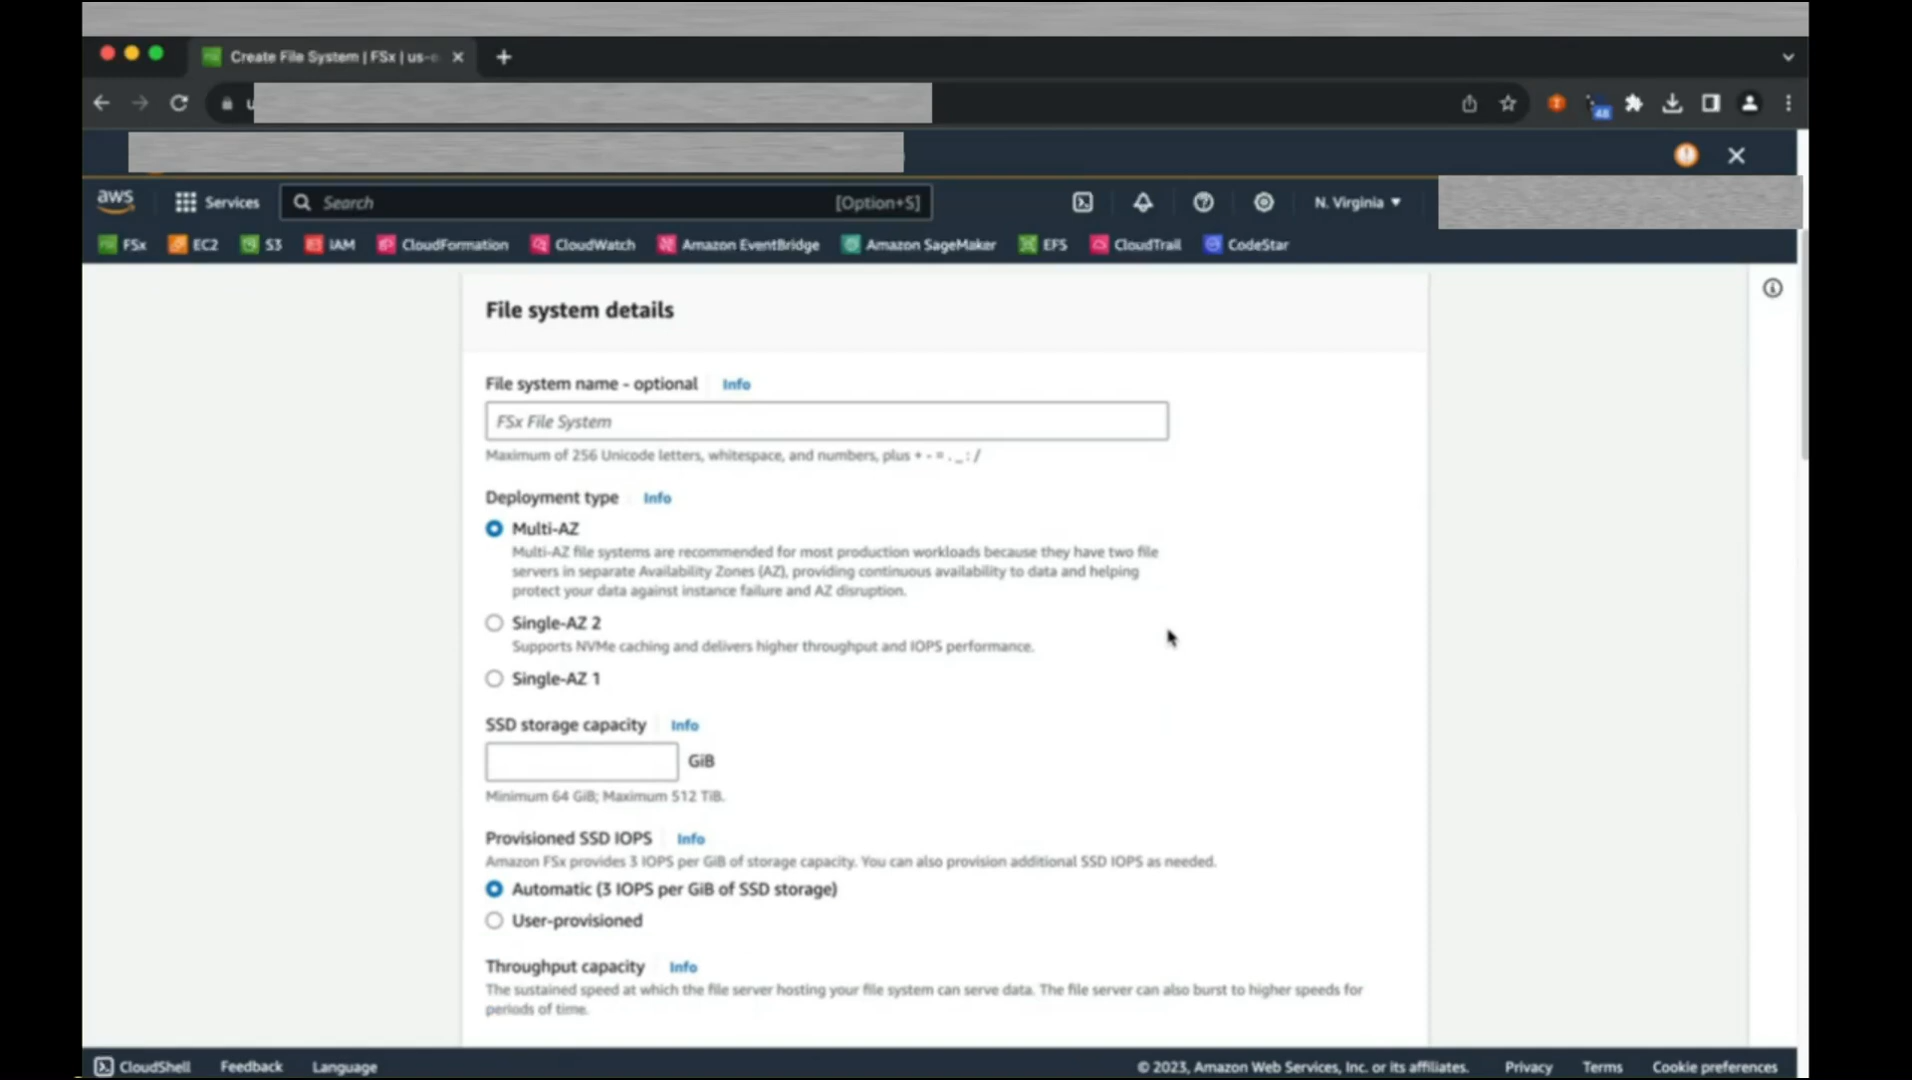 Create File System | FSx | us-e
aws
Services
Search
[Option+S]
N. Virginia
FSx
EC2
S3
IAM
CloudFormation
CloudWatch
Amazon EventBridge
Amazon SageMaker
EFS
CloudTrail
CodeStar
File system details
File system name - optional
Info
FSx File System
Maximum of 256 Unicode letters, whitespace, and numbers, plus + - = . _ : /
Deployment type
Info
Multi-AZ
Multi-AZ file systems are recommended for most production workloads because they have two file
servers in separate Availability Zones (AZ), providing continuous availability to data and helping
protect your data against instance failure and AZ disruption.
Single-AZ 2
Supports NVMe caching and delivers higher throughput and IOPS performance.
Single-AZ 1
SSD storage capacity
Info
GiB
Minimum 64 GiB; Maximum 512 TiB.
Provisioned SSD IOPS
Info
Amazon FSx provides 3 IOPS per GiB of storage capacity. You can also provision additional SSD IOPS as needed.
Automatic (3 IOPS per GiB of SSD storage)
User-provisioned
Throughput capacity
Info
The sustained speed at which the file server hosting your file system can serve data. The file server can also burst to higher speeds for
periods of time.
CloudShell
Feedback
Language
© 2023, Amazon Web Services, Inc. or its affiliates.
Privacy
Terms
Cookie preferences